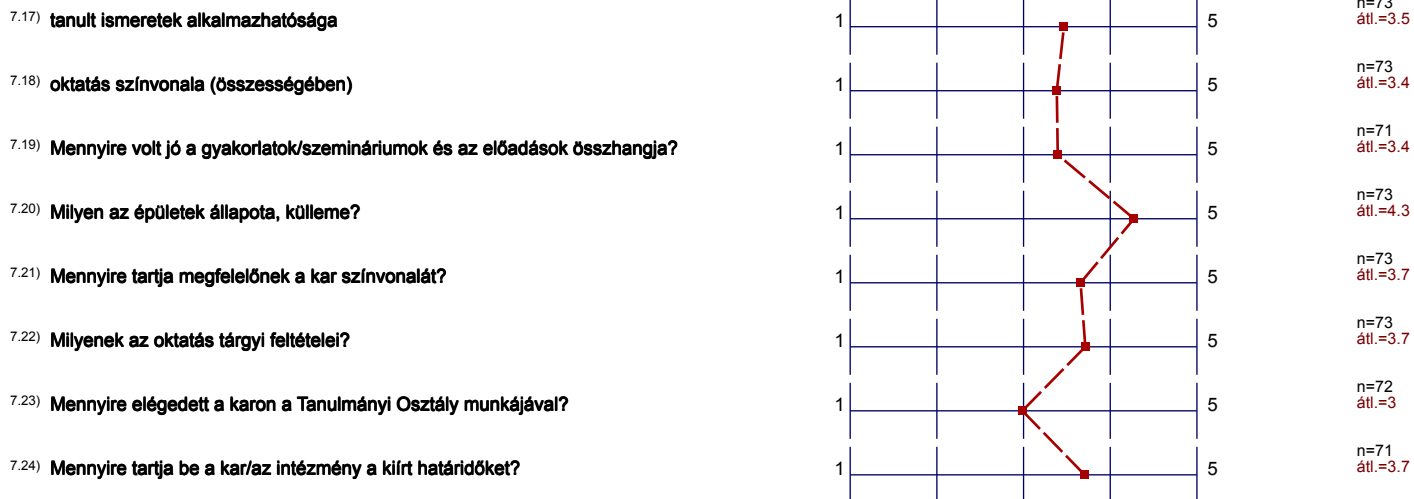 n=73
7.17) tanult ismeretek alkalmazhatósága 1 5 átl.=3.5
n=73
7.18) oktatás színvonala (összességében) 1 5 átl.=3.4
n=71
7.19) Mennyire volt jó a gyakorlatok/szemináriumok és az előadások összhangja? 1 5 átl.=3.4
n=73
7.20) Milyen az épületek állapota, külleme? 1 5 átl.=4.3
n=73
7.21) Mennyire tartja megfelelőnek a kar színvonalát? 1 5 átl.=3.7
n=73
7.22) Milyenek az oktatás tárgyi feltételei? 1 5 átl.=3.7
n=72
7.23) Mennyire elégedett a karon a Tanulmányi Osztály munkájával? 1 5 átl.=3
n=71
7.24) Mennyire tartja be a kar/az intézmény a kiírt határidőket? 1 5 átl.=3.7